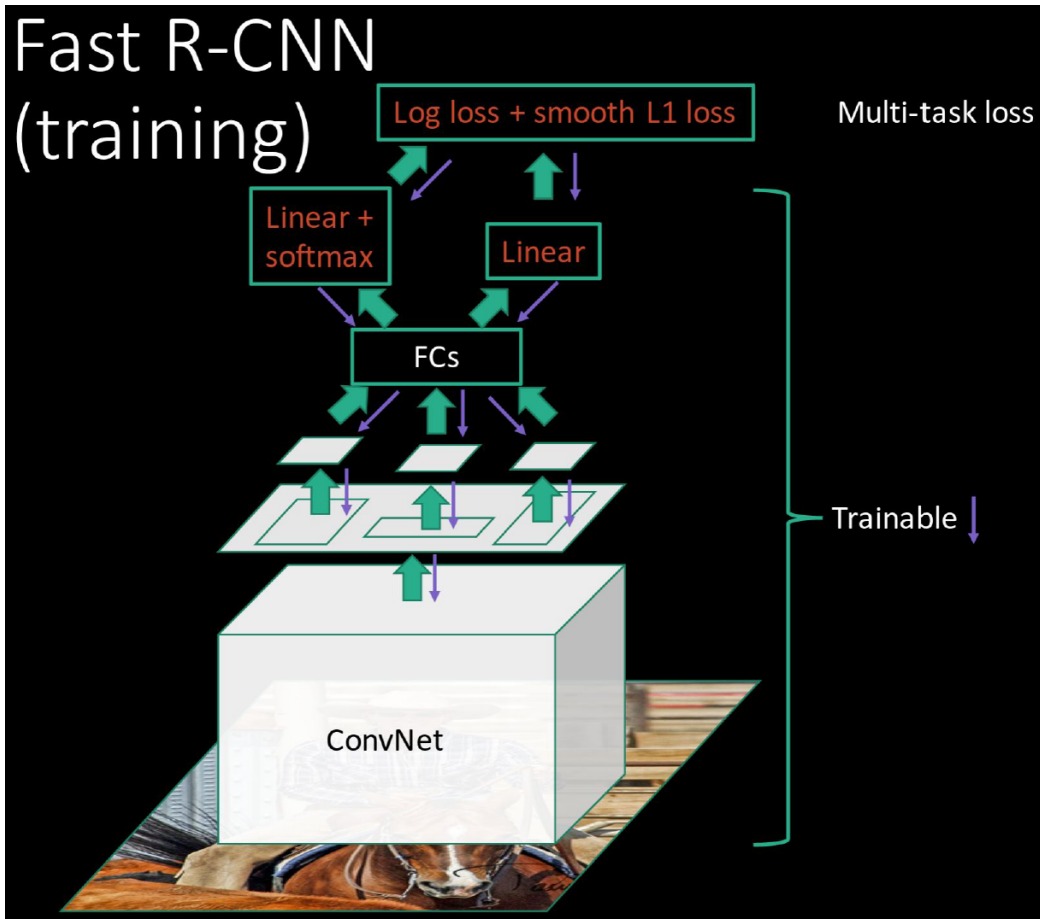 Fast R-CNN
(training)
Log loss + smooth L1 loss
Multi-task loss
Linear +
softmax
Linear
FCs
Trainable
ConvNet